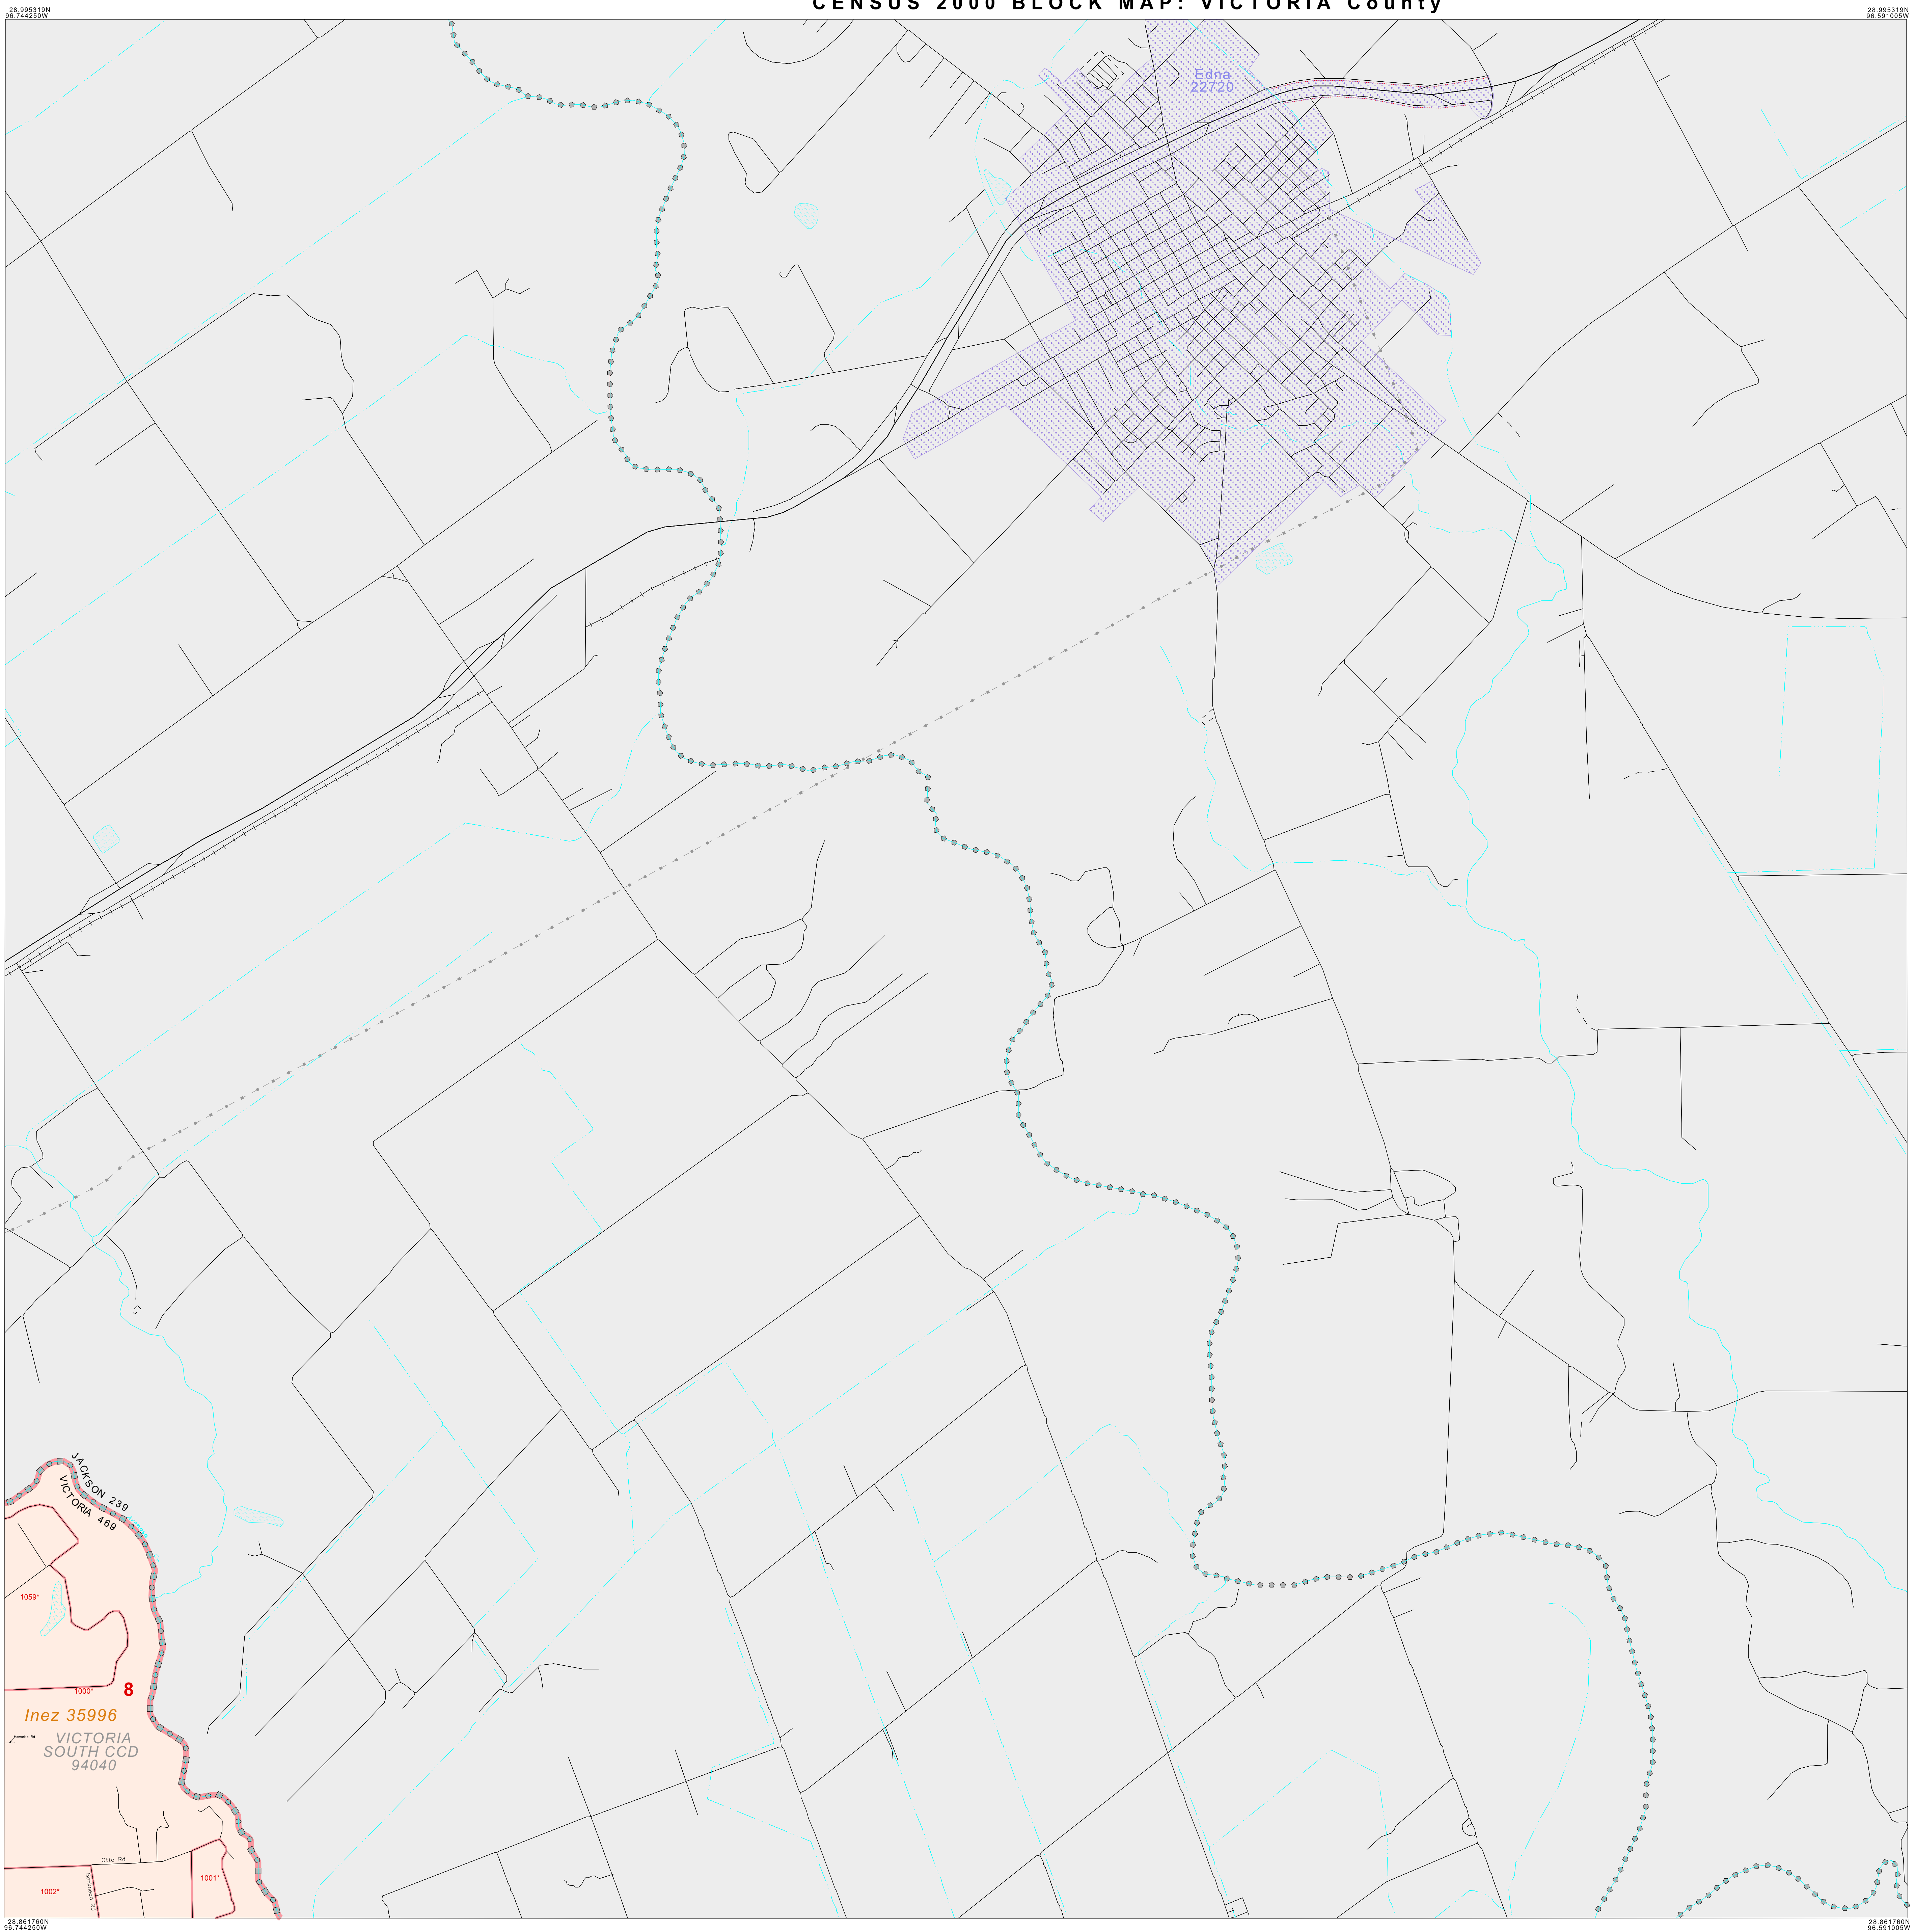 CENSUS 2000 BLOCK MAP: VICTORIA County
28.995319N
96.744250W
28.995319N
96.591005W
Edna
22720
JACKSON 239
VICTORIA 469
1059*
8
1000*
Inez 35996
VICTORIA
SOUTH CCD
94040
Otto Rd
Bankhead Rd
1001*
1002*
28.861760N
96.744250W
28.861760N
96.591005W